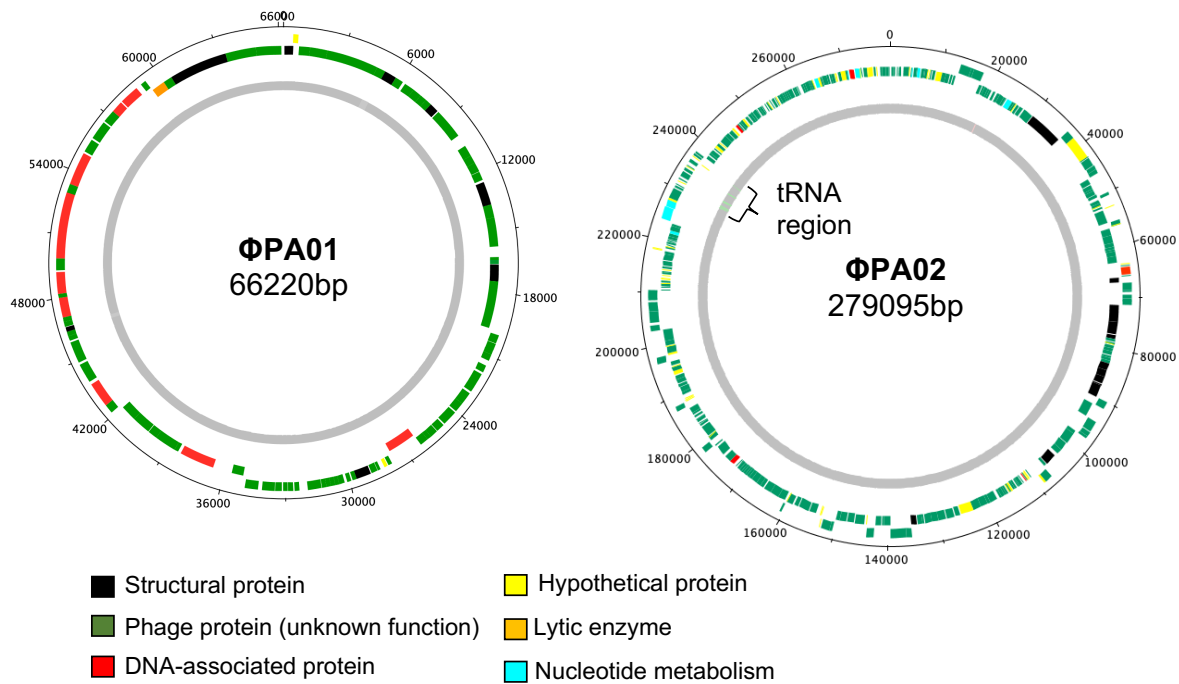 66000
0
6000
12000
18000
24000
30000
36000
42000
48000
54000
60000
ΦPA01
66220bp
0
20000
40000
60000
80000
100000
120000
140000
160000
180000
200000
220000
240000
260000
tRNA
region
ΦPA02
279095bp
Structural protein
Phage protein (unknown function)
DNA-associated protein
Hypothetical protein
Lytic enzyme
Nucleotide metabolism